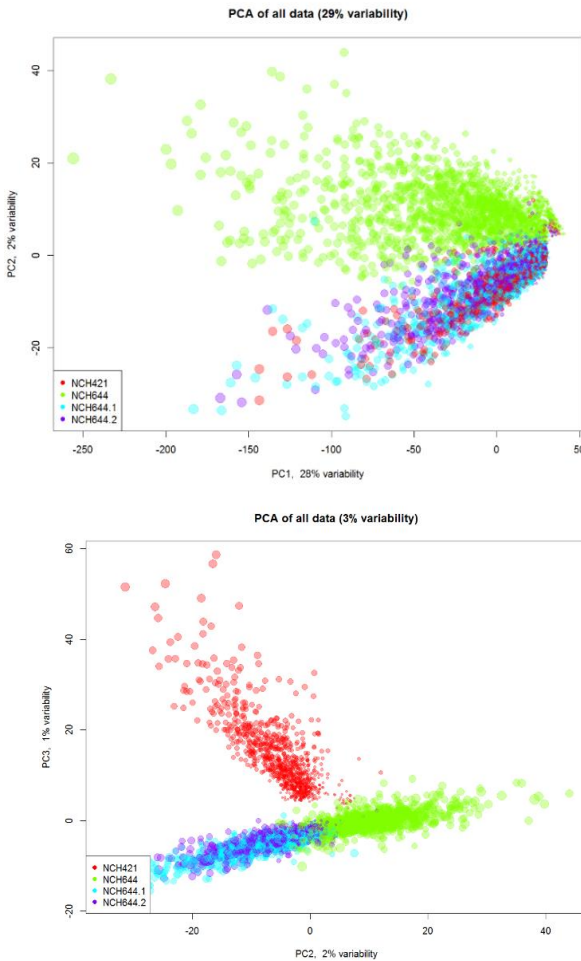 PCA of all data (29% variability)
PC2, 2% variability
40
20
0
-20
NCH421
NCH644
NCH644.1
NCH644.2
-250
-200
-150
-100
-50
0
50
PC1, 28% variability
PCA of all data (3% variability)
PC3, 1% variability
60
40
20
0
-20
NCH421
NCH644
NCH644.1
NCH644.2
-20
0
20
40
PC2, 2% variability